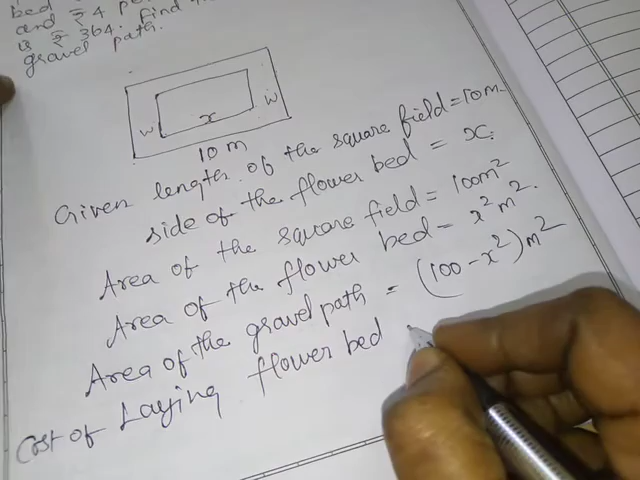 bed
and ₹4 pe
is ₹ 364. Find
gravel path.
w x w
10 m
Given length of the square field = 10m.
side of the flower bed = x.
Area of the square field = 100m²
Area of the flower bed = x² m².
Area of the gravel path = (100 - x²) m²
Cost of Laying flower bed